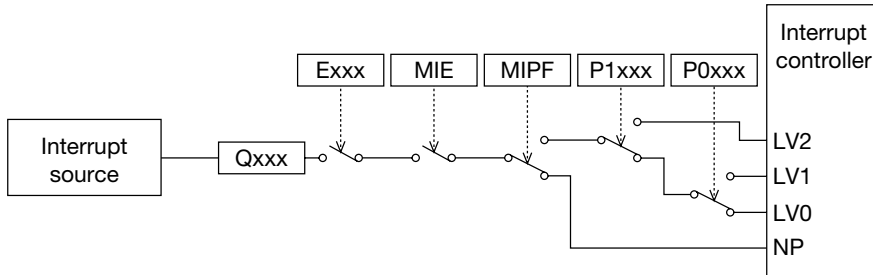 Interrupt
controller
Exxx MIE MIPF P1xxx P0xxx
Interrupt
source
Qxxx
LV2
LV1
LV0
NP